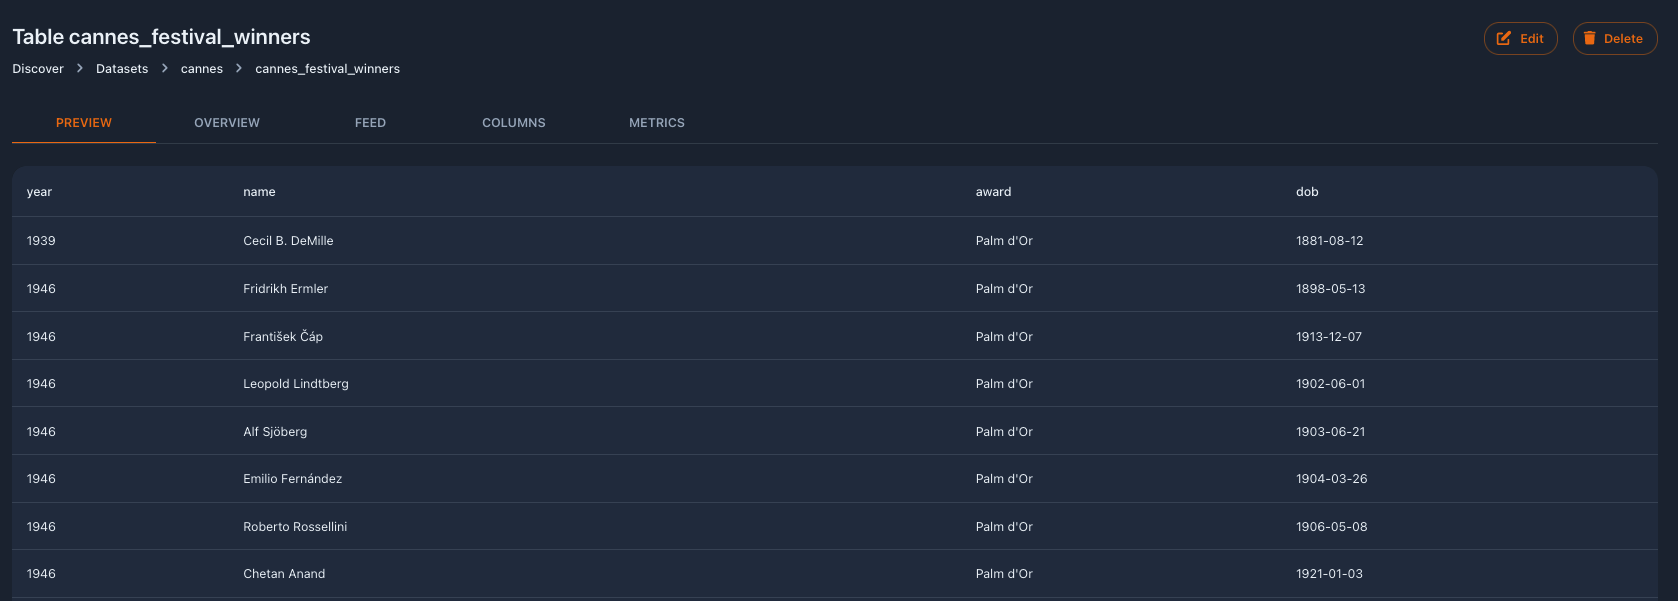 Table cannes_festival_winners
Edit
Delete
Discover > Datasets > cannes > cannes_festival_winners
PREVIEW OVERVIEW FEED COLUMNS METRICS
year name award dob
1939 Cecil B. DeMille Palm d'Or 1881-08-12
1946 Fridrikh Ermler Palm d'Or 1898-05-13
1946 František Čáp Palm d'Or 1913-12-07
1946 Leopold Lindtberg Palm d'Or 1902-06-01
1946 Alf Sjöberg Palm d'Or 1903-06-21
1946 Emilio Fernández Palm d'Or 1904-03-26
1946 Roberto Rossellini Palm d'Or 1906-05-08
1946 Chetan Anand Palm d'Or 1921-01-03